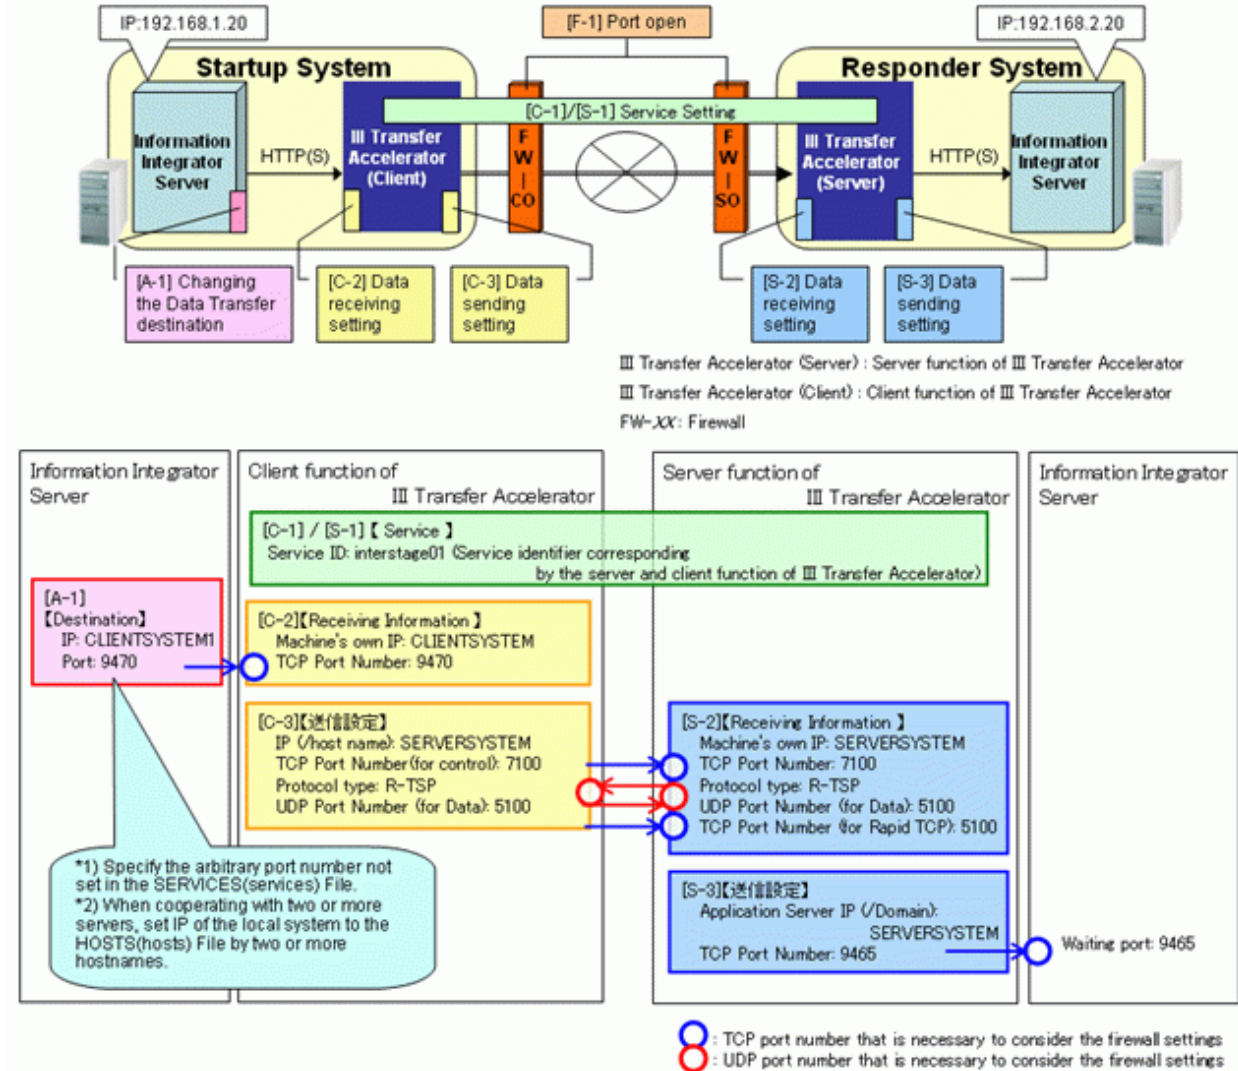 IP:192.168.1.20
[F-1] Port open
IP:192.168.2.20
Startup System
Responder System
[C-1]/[S-1] Service Setting
Information
Integrator
Server
HTTP(S)
III Transfer
Accelerator
(Client)
FW-CO
FW-SO
III Transfer
Accelerator
(Server)
HTTP(S)
Information
Integrator
Server
[A-1] Changing
the Data Transfer
destination
[C-2] Data
receiving
setting
[C-3] Data
sending
setting
[S-2] Data
receiving
setting
[S-3] Data
sending
setting
III Transfer Accelerator (Server) : Server function of III Transfer Accelerator
III Transfer Accelerator (Client) : Client function of III Transfer Accelerator
FW-XX : Firewall
Information Integrator
Server
Client function of
III Transfer Accelerator
Server function of
III Transfer Accelerator
Information Integrator
Server
[C-1] / [S-1]【 Service 】
Service ID: interstage01 (Service identifier corresponding
by the server and client function of III Transfer Accelerator)
[A-1]
【Destination】
IP: CLIENTSYSTEM1
Port: 9470
[C-2]【Receiving Information 】
Machine's own IP: CLIENTSYSTEM
TCP Port Number: 9470
[C-3]【送信設定】
IP (/host name): SERVERSYSTEM
TCP Port Number(for control): 7100
Protocol type: R-TSP
UDP Port Number (for Data): 5100
[S-2]【Receiving Information 】
Machine's own IP: SERVERSYSTEM
TCP Port Number: 7100
Protocol type: R-TSP
UDP Port Number (for Data): 5100
TCP Port Number (for Rapid TCP): 5100
*1) Specify the arbitrary port number not
set in the SERVICES(services) File.
*2) When cooperating with two or more
servers, set IP of the local system to the
HOSTS(hosts) File by two or more
hostnames.
[S-3]【送信設定】
Application Server IP (/Domain):
SERVERSYSTEM
TCP Port Number: 9465
Waiting port: 9465
: TCP port number that is necessary to consider the firewall settings
: UDP port number that is necessary to consider the firewall settings